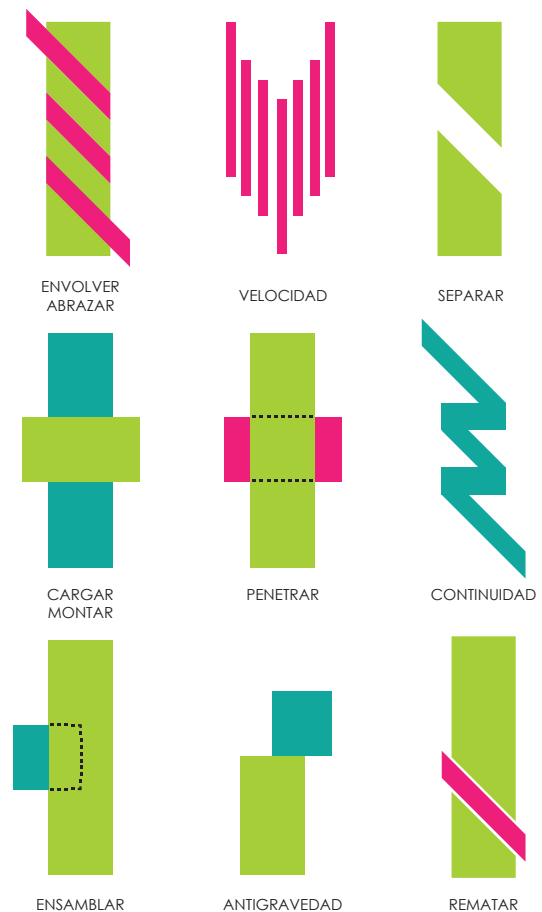 ENVOLVER
ABRAZAR
VELOCIDAD
SEPARAR
CARGAR
MONTAR
PENETRAR
CONTINUIDAD
ENSAMBLAR
ANTIGRAVEDAD
REMATAR